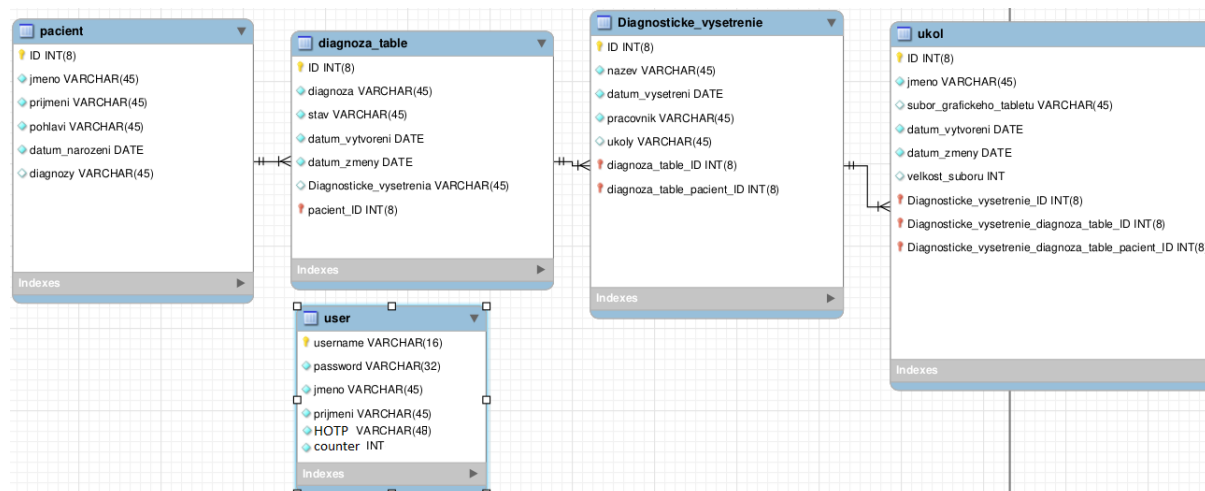 pacient
ID INT(8)
jmeno VARCHAR(45)
prijmeni VARCHAR(45)
pohlavi VARCHAR(45)
datum_narozeni DATE
diagnozy VARCHAR(45)
Indexes
diagnoza_table
ID INT(8)
diagnoza VARCHAR(45)
stav VARCHAR(45)
datum_vytvoreni DATE
datum_zmeny DATE
Diagnosticke_vysetrenia VARCHAR(45)
pacient_ID INT(8)
Indexes
Diagnosticke_vysetrenie
ID INT(8)
nazev VARCHAR(45)
datum_vysetreni DATE
pracovnik VARCHAR(45)
ukoly VARCHAR(45)
diagnoza_table_ID INT(8)
diagnoza_table_pacient_ID INT(8)
Indexes
ukol
ID INT(8)
jmeno VARCHAR(45)
subor_grafickeho_tabletu VARCHAR(45)
datum_vytvoreni DATE
datum_zmeny DATE
velkost_suboru INT
Diagnosticke_vysetrenie_ID INT(8)
Diagnosticke_vysetrenie_diagnoza_table_ID INT(8)
Diagnosticke_vysetrenie_diagnoza_table_pacient_ID INT(8
Indexes
user
username VARCHAR(16)
password VARCHAR(32)
jmeno VARCHAR(45)
prijmeni VARCHAR(45)
HOTP VARCHAR(48)
counter INT
Indexes